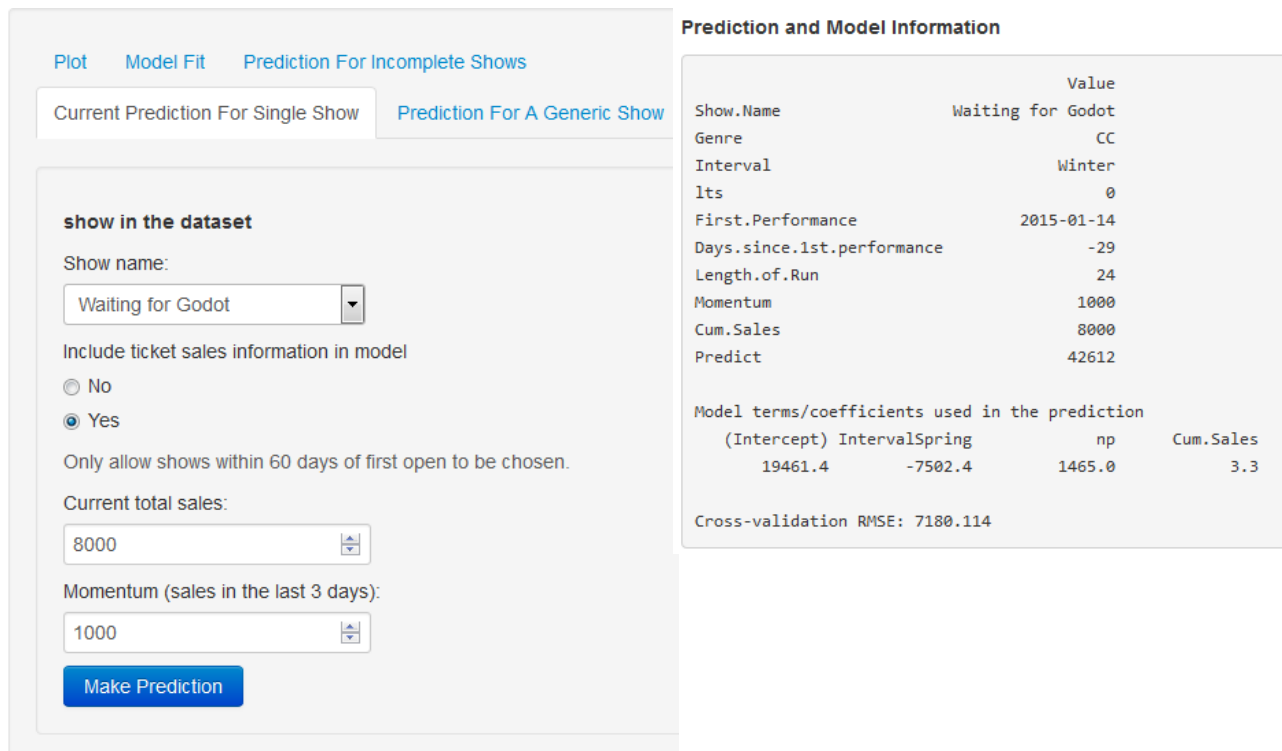 Plot Model Fit Prediction For Incomplete Shows
Current Prediction For Single Show Prediction For A Generic Show
show in the dataset
Show name:
Waiting for Godot
Include ticket sales information in model
No
Yes
Only allow shows within 60 days of first open to be chosen.
Current total sales:
8000
Momentum (sales in the last 3 days):
1000
Make Prediction
Prediction and Model Information
Value
Show.Name Waiting for Godot
Genre CC
Interval Winter
lts 0
First.Performance 2015-01-14
Days.since.1st.performance -29
Length.of.Run 24
Momentum 1000
Cum.Sales 8000
Predict 42612
Model terms/coefficients used in the prediction
(Intercept) IntervalSpring np Cum.Sales
19461.4 -7502.4 1465.0 3.3
Cross-validation RMSE: 7180.114